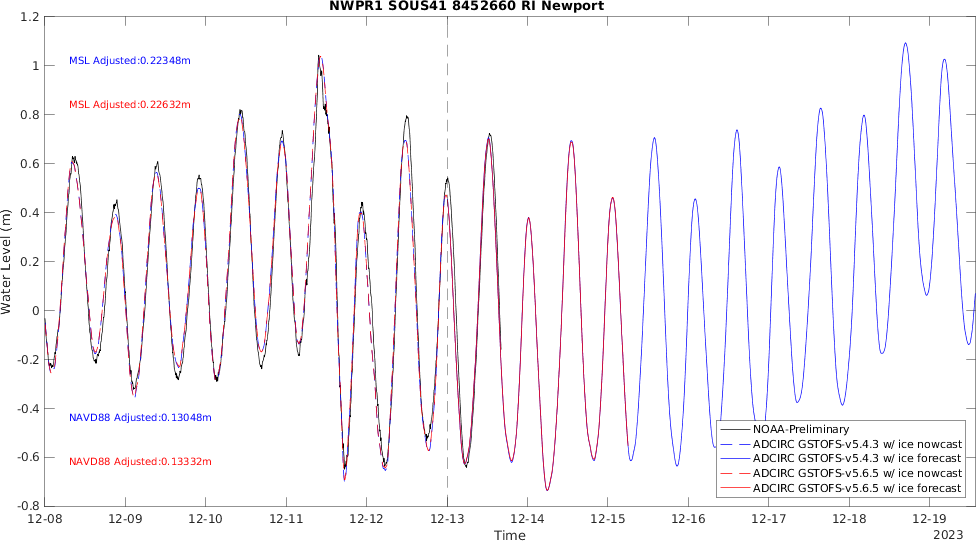 NWPR1 SOUS41 8452660 RI Newport
1.2
1
0.8
0.6
0.4
0.2
0
-0.2
-0.4
-0.6
-0.8
Water Level (m)
MSL Adjusted:0.22348m
MSL Adjusted:0.22632m
NAVD88 Adjusted:0.13048m
NAVD88 Adjusted:0.13332m
NOAA-Preliminary
ADCIRC GSTOFS-v5.4.3 w/ ice nowcast
ADCIRC GSTOFS-v5.4.3 w/ ice forecast
ADCIRC GSTOFS-v5.6.5 w/ ice nowcast
ADCIRC GSTOFS-v5.6.5 w/ ice forecast
12-08 12-09 12-10 12-11 12-12 12-13 12-14 12-15 12-16 12-17 12-18 12-19
Time
2023